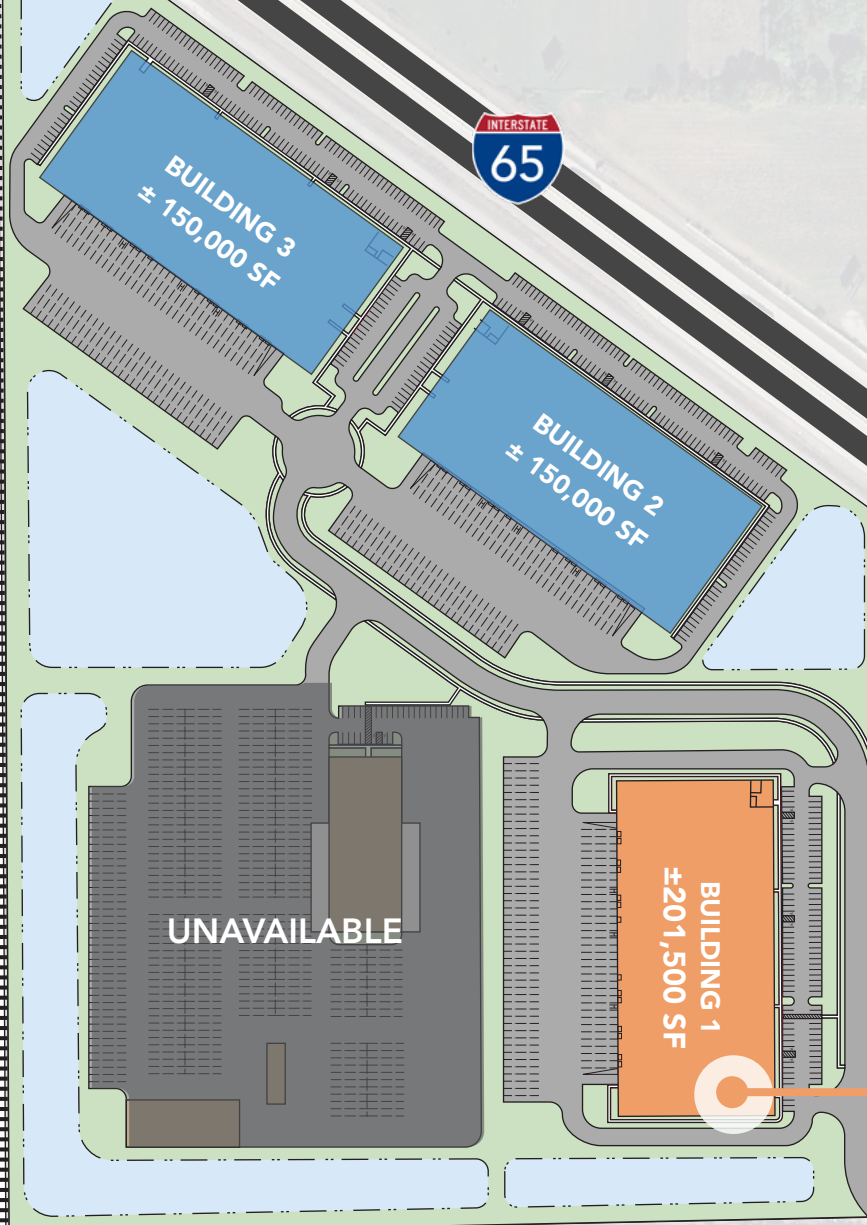 INTERSTATE
65
BUILDING 3
± 150,000 SF
BUILDING 2
± 150,000 SF
UNAVAILABLE
BUILDING 1
±201,500 SF